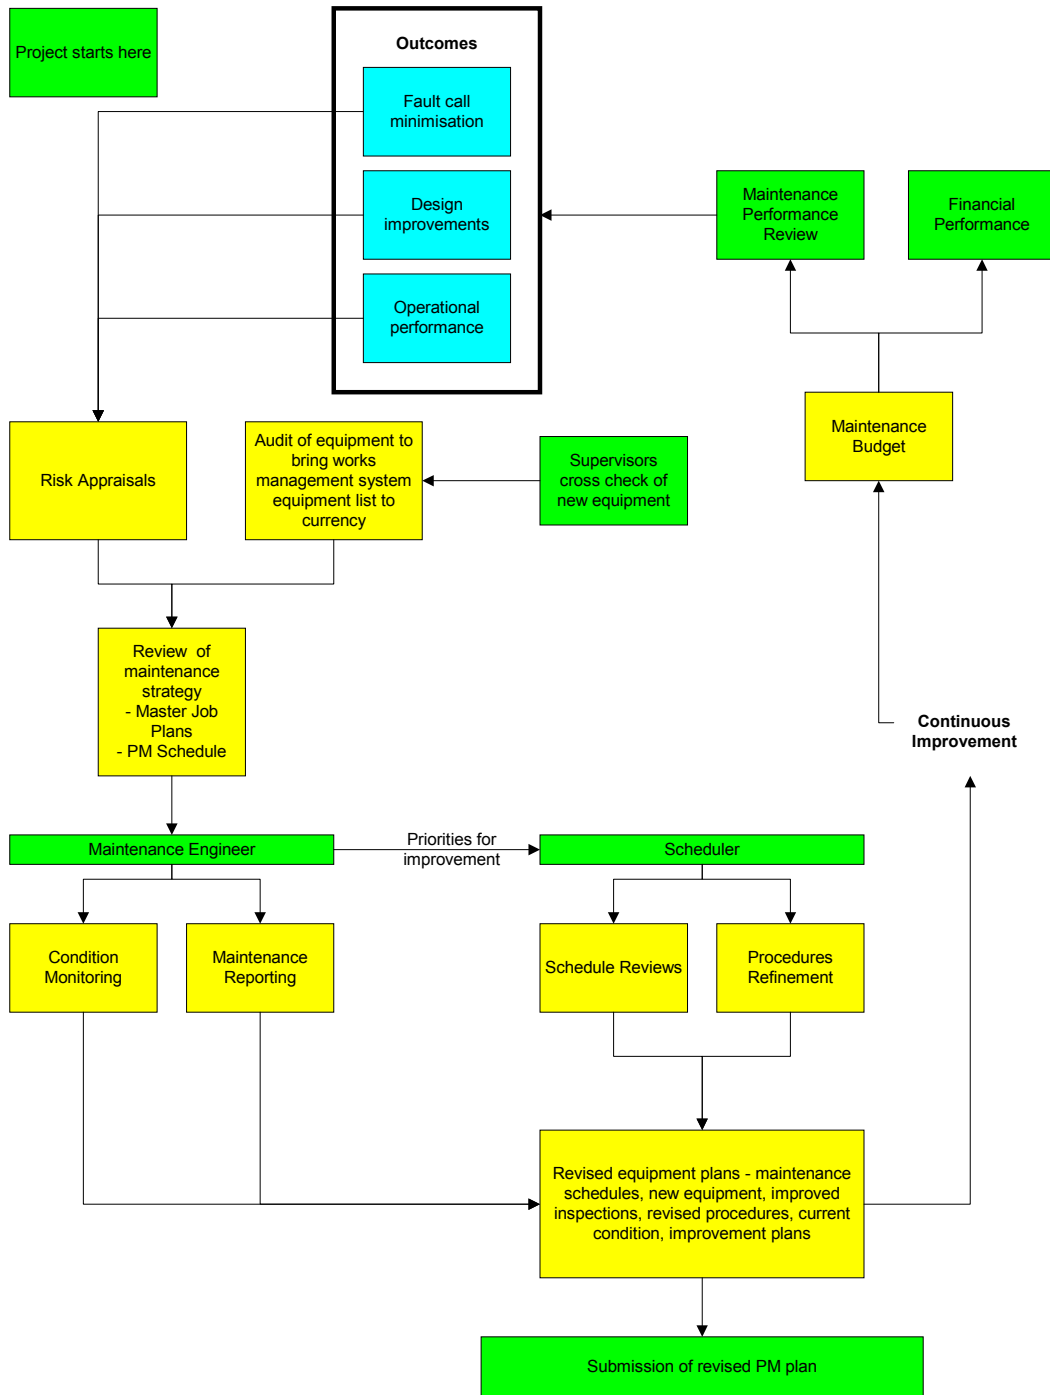 Project starts here
Outcomes
Fault call
minimisation
Design
improvements
Operational
performance
Maintenance
Performance
Review
Financial
Performance
Maintenance
Budget
Risk Appraisals
Audit of equipment to
bring works
management system
equipment list to
currency
Supervisors
cross check of
new equipment
Review of
maintenance
strategy
- Master Job
Plans
- PM Schedule
Continuous
Improvement
Maintenance Engineer
Priorities for
improvement
Scheduler
Condition
Monitoring
Maintenance
Reporting
Schedule Reviews
Procedures
Refinement
Revised equipment plans - maintenance
schedules, new equipment, improved
inspections, revised procedures, current
condition, improvement plans
Submission of revised PM plan